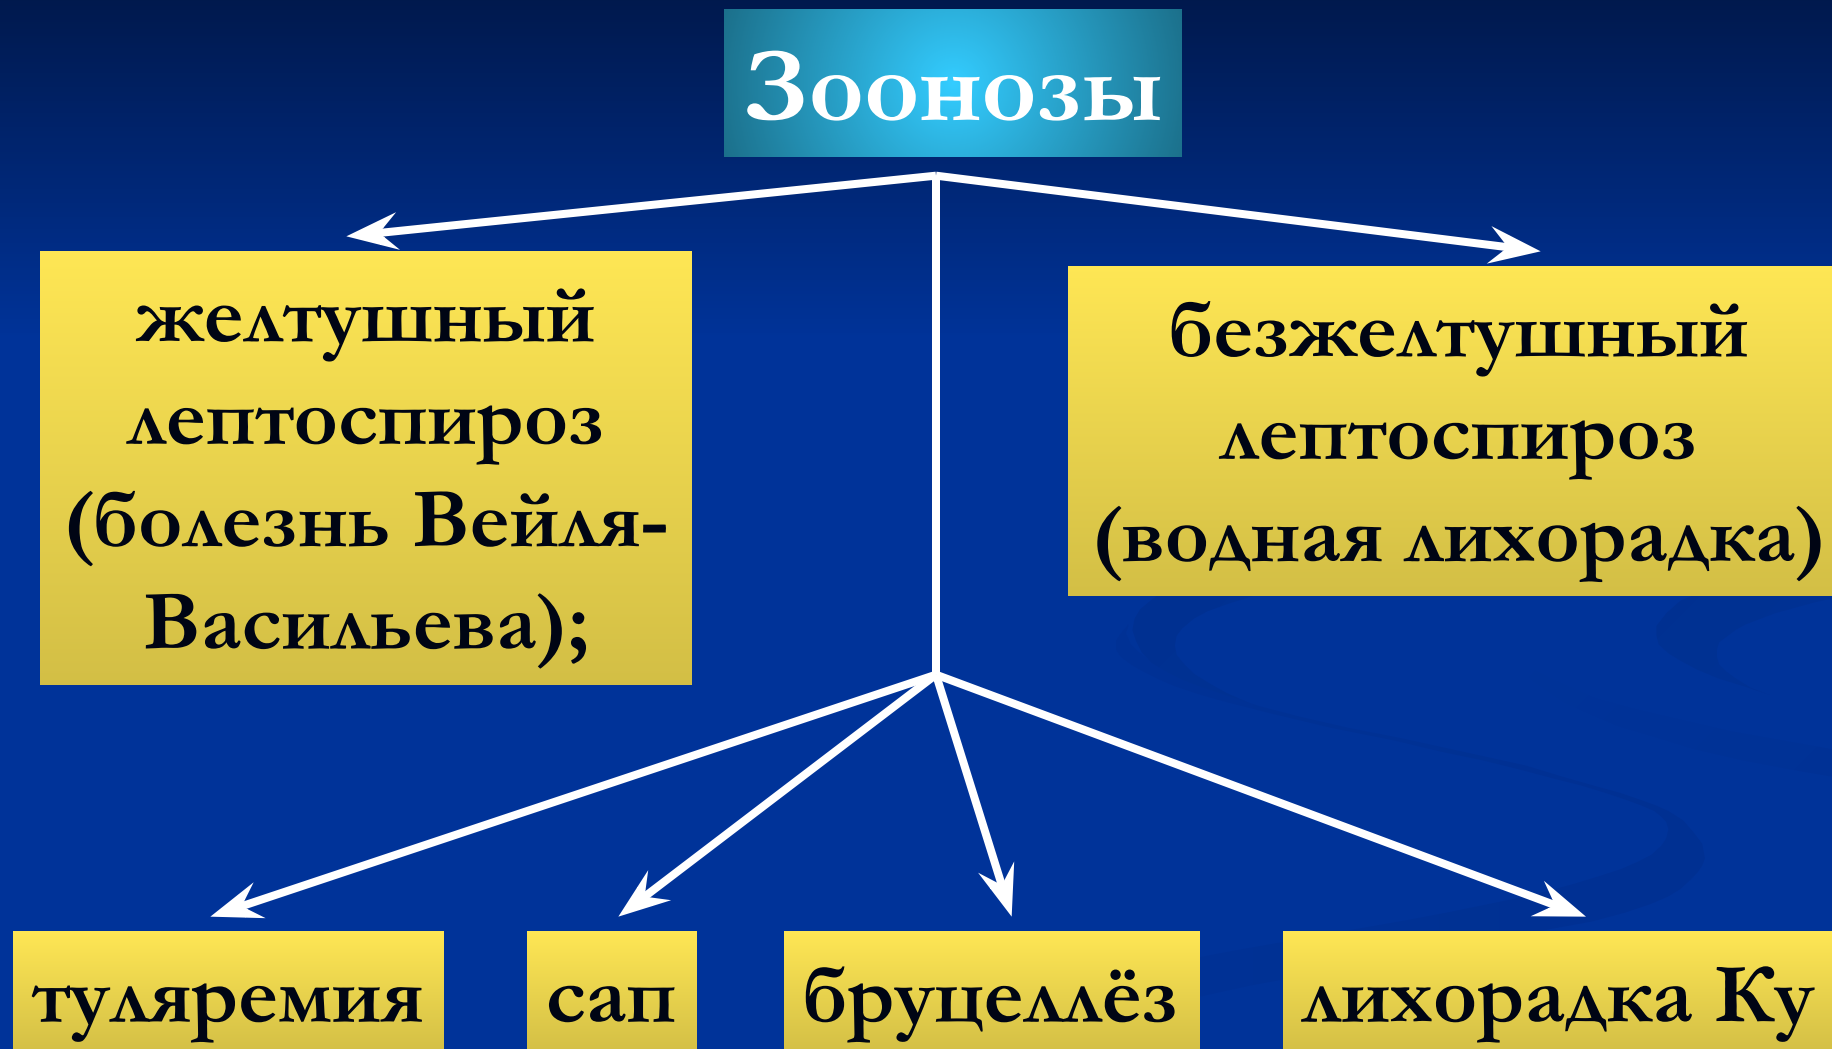 Зоонозы
желтушный
лептоспироз
(болезнь Вейля-
Васильева);
безжелтушный
лептоспироз
(водная лихорадка)
туляремия
сап
бруцеллёз
лихорадка Ку